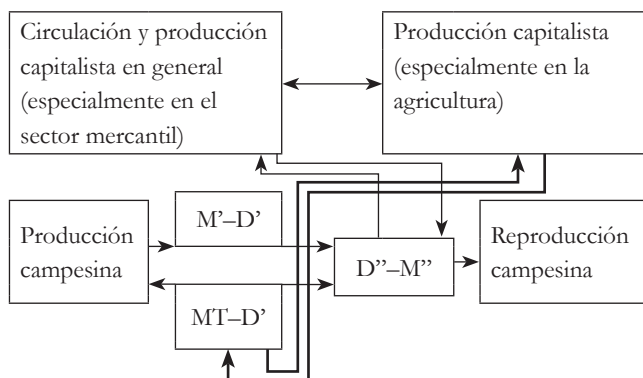 Circulación y producción
capitalista en general
(especialmente en el
sector mercantil)
Producción capitalista
(especialmente en la
agricultura)
Producción
campesina
M’–D’
MT–D’
D’’–M’’
Reproducción
campesina